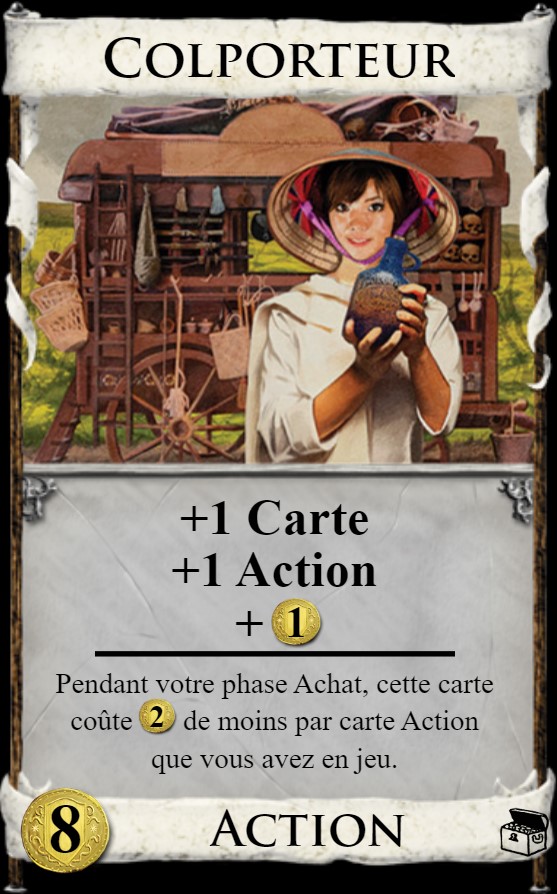 COLPORTEUR
+1 Carte
+1 Action
+ 1
Pendant votre phase Achat, cette carte
coûte 2 de moins par carte Action
que vous avez en jeu.
8 ACTION